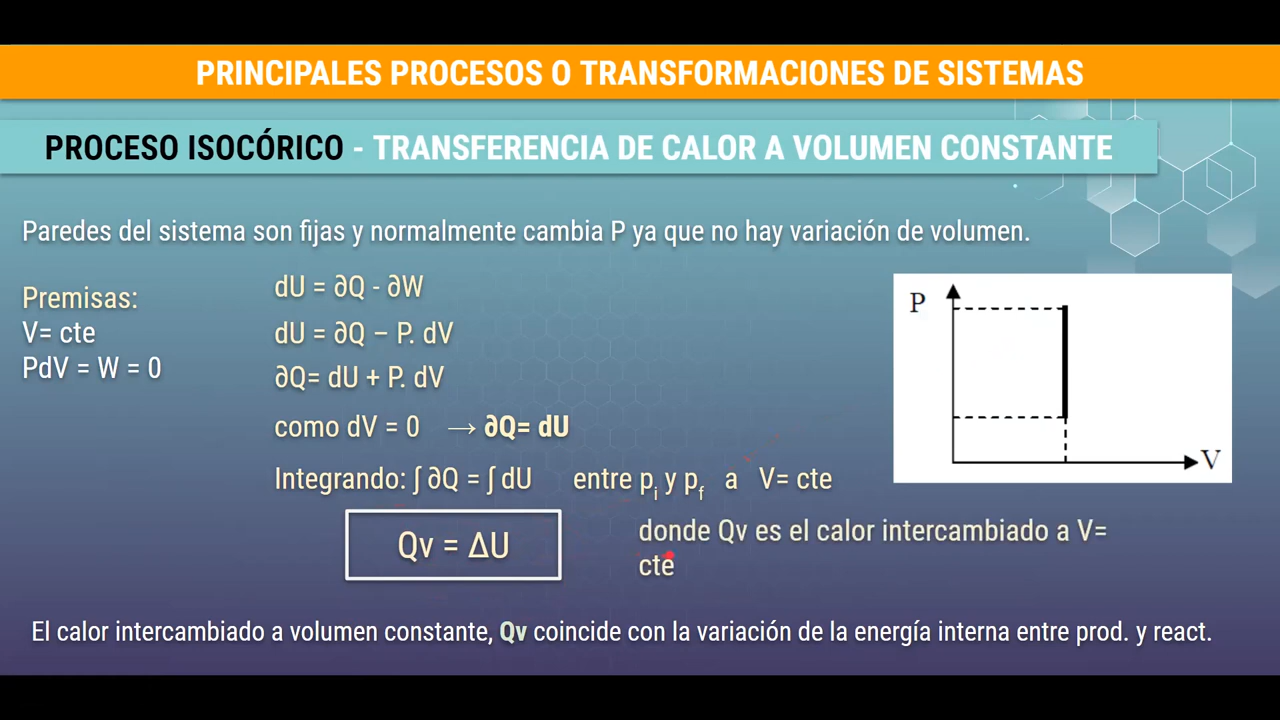 PRINCIPALES PROCESOS O TRANSFORMACIONES DE SISTEMAS
PROCESO ISOCÓRICO - TRANSFERENCIA DE CALOR A VOLUMEN CONSTANTE
Paredes del sistema son fijas y normalmente cambia P ya que no hay variación de volumen.
Premisas:
V= cte
PdV = W = 0
dU = ∂Q - ∂W
dU = ∂Q – P. dV
∂Q= dU + P. dV
como dV = 0 → ∂Q= dU
Integrando: ∫ ∂Q = ∫ dU entre pi y pf a V= cte
Qv = ΔU
donde Qv es el calor intercambiado a V=
cte
P
V
El calor intercambiado a volumen constante, Qv coincide con la variación de la energía interna entre prod. y react.